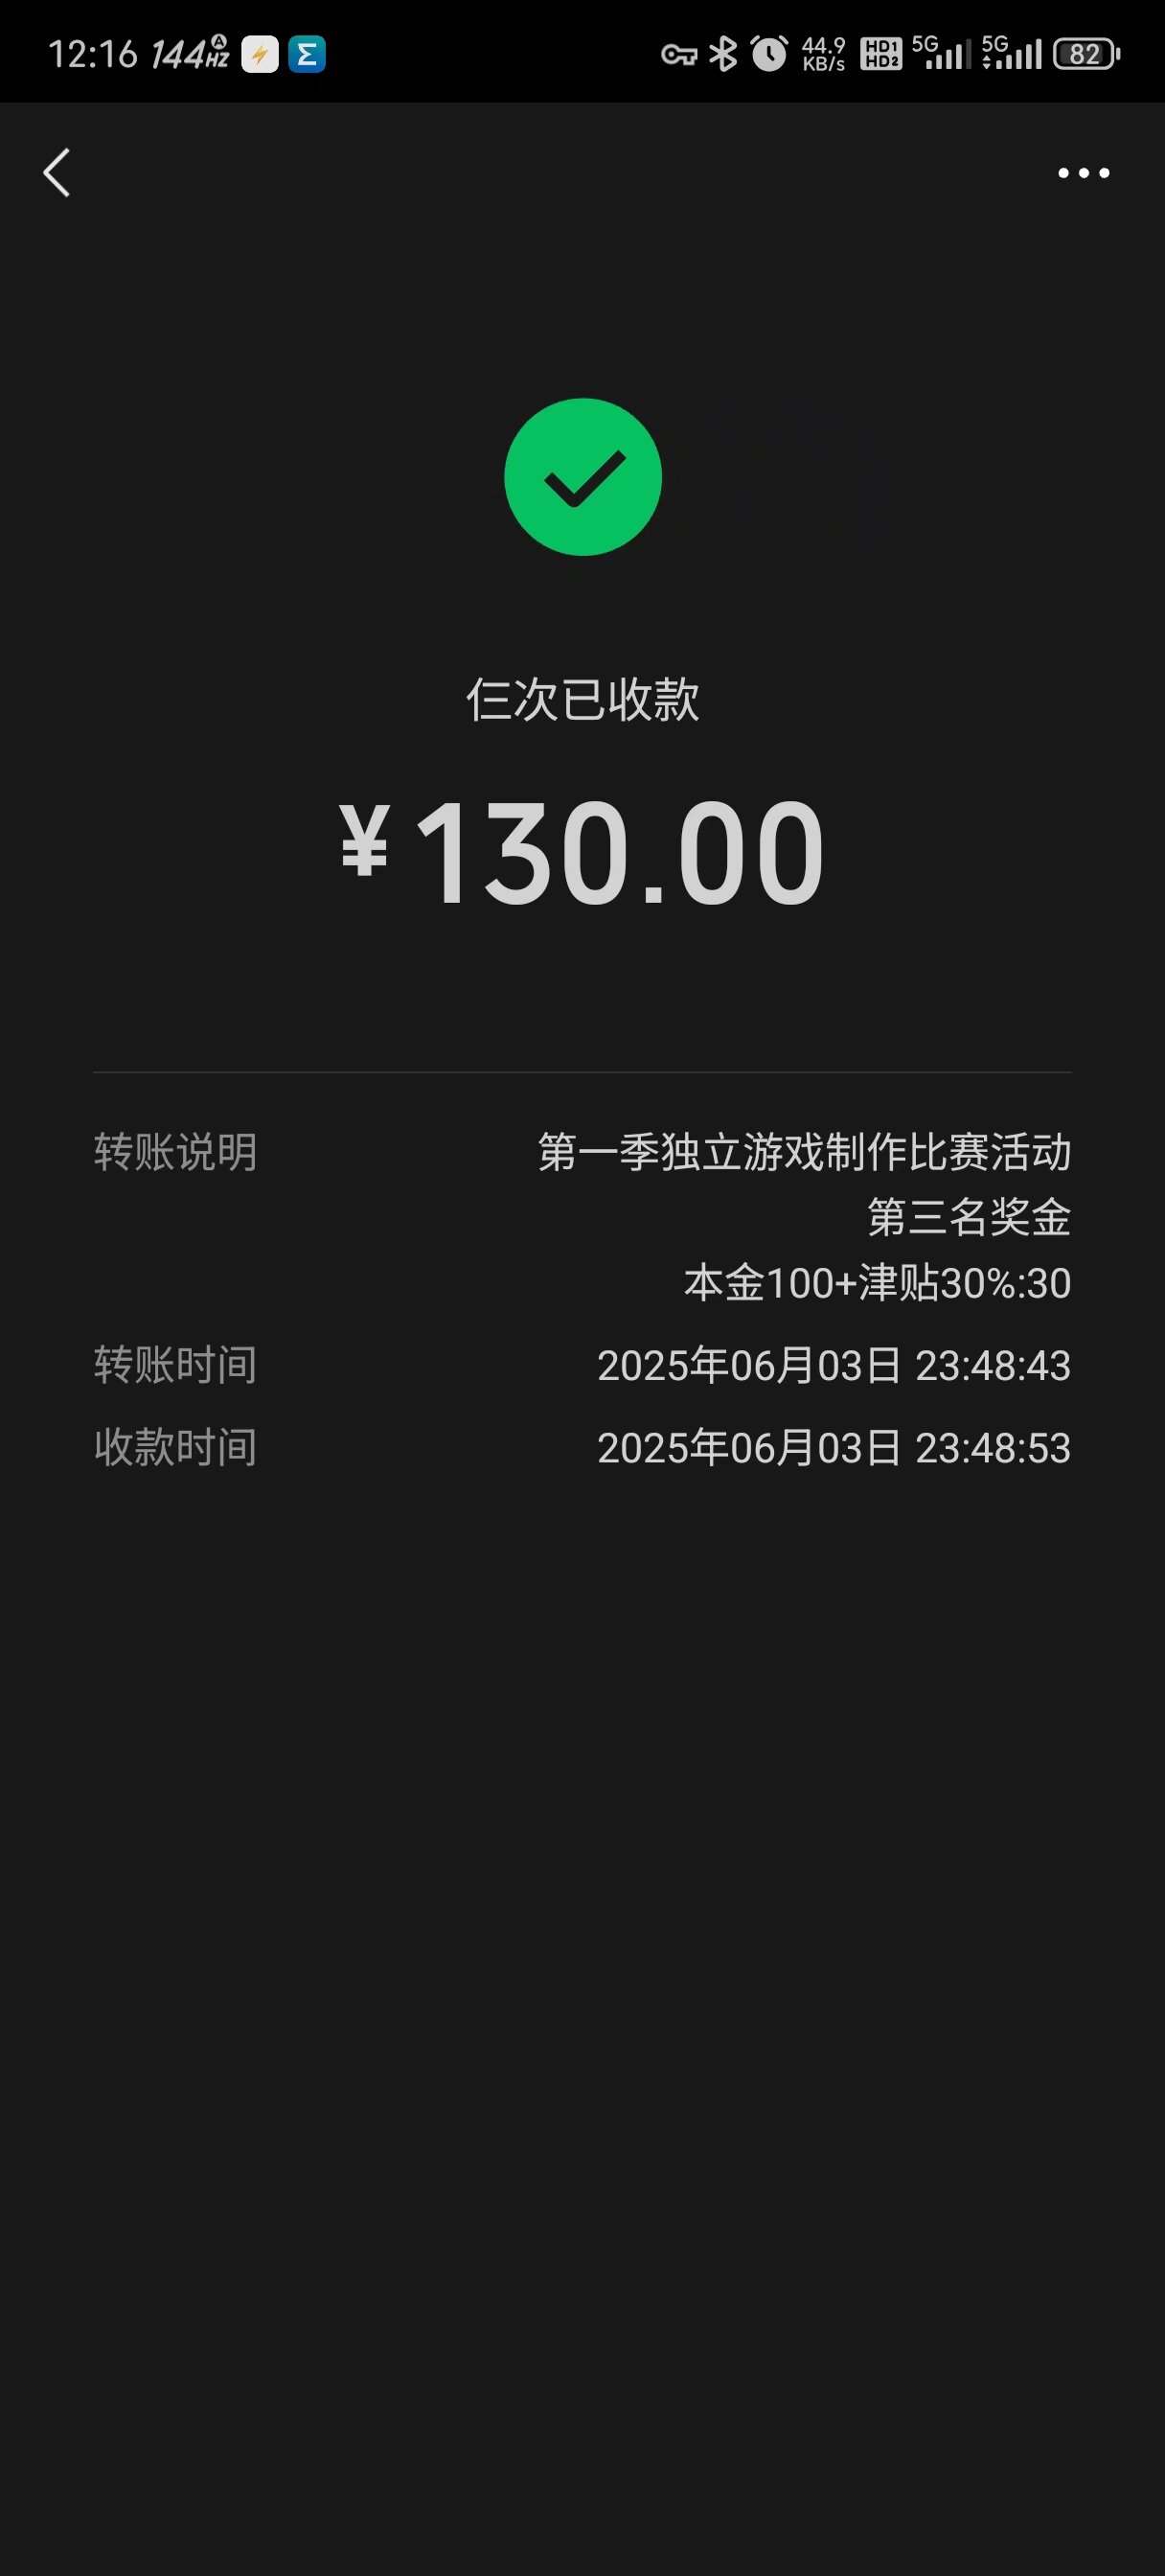 12:16 144HZ A Σ 44.9 KB/s HD1 HD2 5G 5G 82
仨次已收款
¥130.00
转账说明 第一季独立游戏制作比赛活动
第三名奖金
本金100+津贴30%:30
转账时间 2025年06月03日 23:48:43
收款时间 2025年06月03日 23:48:53